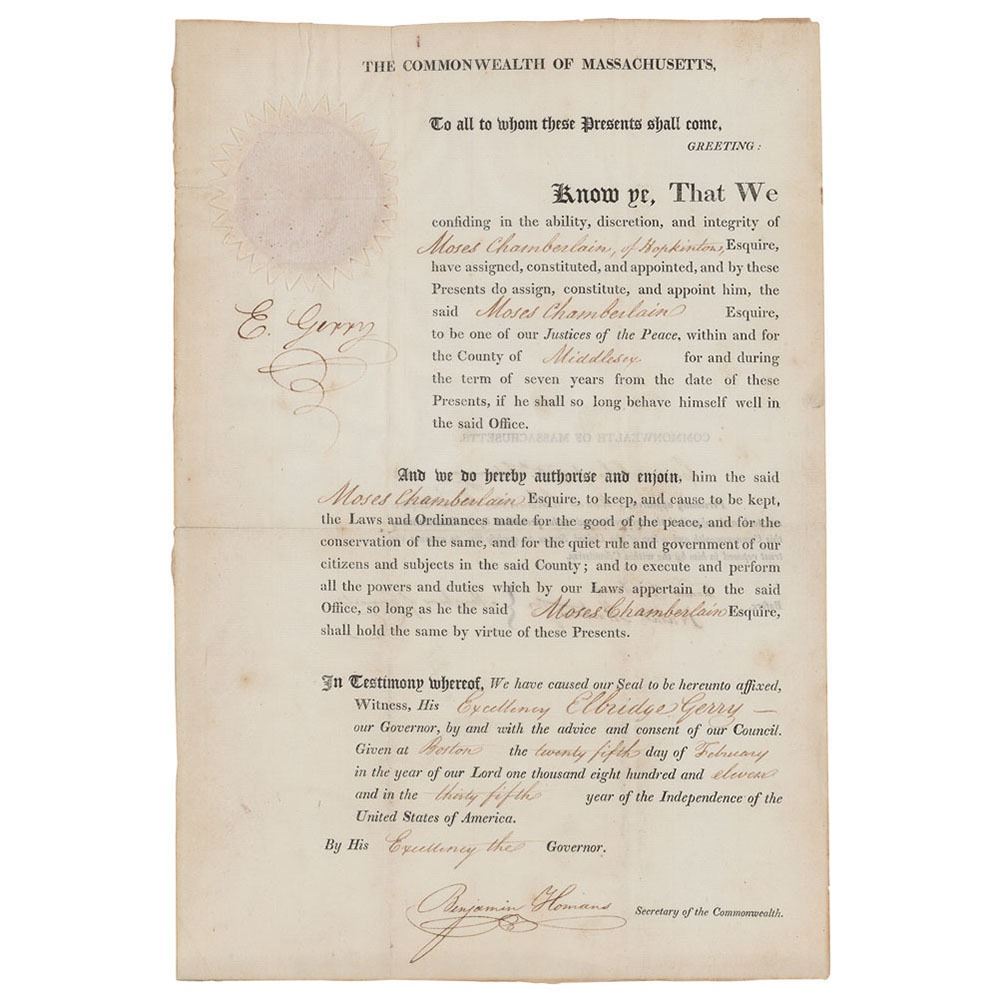 THE COMMONWEALTH OF MASSACHUSETTS,
To all to whom these Presents shall come,
GREETING:
Know ye, That We
confiding in the ability, discretion, and integrity of
Moses Chamberlain, of Hopkinton, Esquire,
have assigned, constituted, and appointed, and by these
Presents do assign, constitute, and appoint him, the
said Moses Chamberlain Esquire,
to be one of our Justices of the Peace, within and for
the County of Middlesex for and during
the term of seven years from the date of these
Presents, if he shall so long behave himself well in
the said Office.
E. Gerry
And we do hereby authorise and enjoin, him the said
Moses Chamberlain Esquire, to keep, and cause to be kept,
the Laws and Ordinances made for the good of the peace, and for the
conservation of the same, and for the quiet rule and government of our
citizens and subjects in the said County; and to execute and perform
all the powers and duties which by our Laws appertain to the said
Office, so long as he the said Moses Chamberlain Esquire,
shall hold the same by virtue of these Presents.
In Testimony whereof, We have caused our Seal to be hereunto affixed,
Witness, His Excellency Elbridge Gerry —
our Governor, by and with the advice and consent of our Council.
Given at Boston the twenty fifth day of February
in the year of our Lord one thousand eight hundred and eleven
and in the thirty fifth year of the Independence of the
United States of America.
By His Excellency the Governor.
Benjamin Homans Secretary of the Commonwealth.